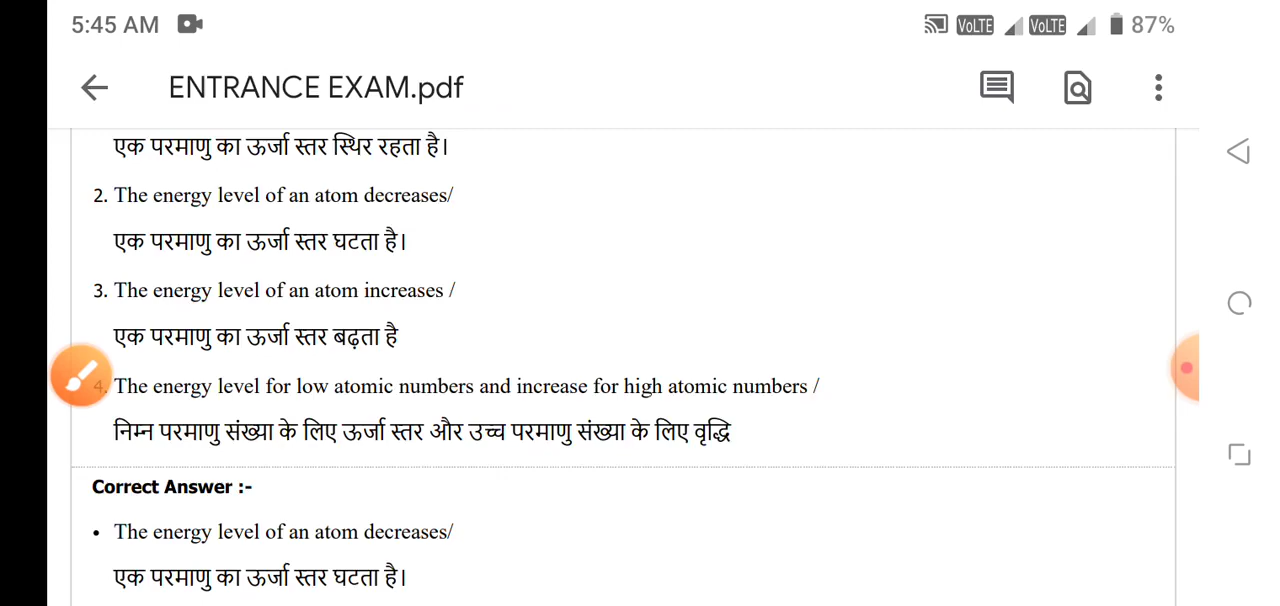 5:45 AM VoLTE VoLTE 87%
ENTRANCE EXAM.pdf
एक परमाणु का ऊर्जा स्तर स्थिर रहता है।
2. The energy level of an atom decreases/
एक परमाणु का ऊर्जा स्तर घटता है।
3. The energy level of an atom increases /
एक परमाणु का ऊर्जा स्तर बढ़ता है
4. The energy level for low atomic numbers and increase for high atomic numbers /
निम्न परमाणु संख्या के लिए ऊर्जा स्तर और उच्च परमाणु संख्या के लिए वृद्धि
Correct Answer :-
• The energy level of an atom decreases/
एक परमाणु का ऊर्जा स्तर घटता है।